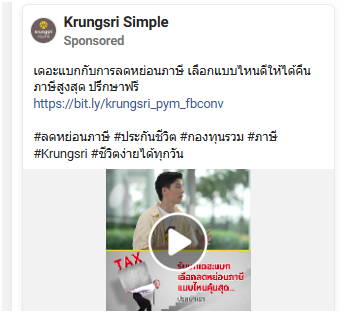 Krungsri Simple
Sponsored
krungsri
เดอะแบกกับการลดหย่อนภาษี เลือกแบบไหนดีให้ได้คืน
ภาษีสูงสุด ปรึกษาฟรี
https://bit.ly/krungsri_pym_fbconv
#ลดหย่อนภาษี #ประกันชีวิต #กองทุนรวม #ภาษี
#Krungsri #ชีวิตง่ายได้ทุกวัน
TAX
รับบทเดอะแบก
เลือกลดหย่อนภาษี
แบบไหนคุ้มสุด...
ปรึกษาเรา